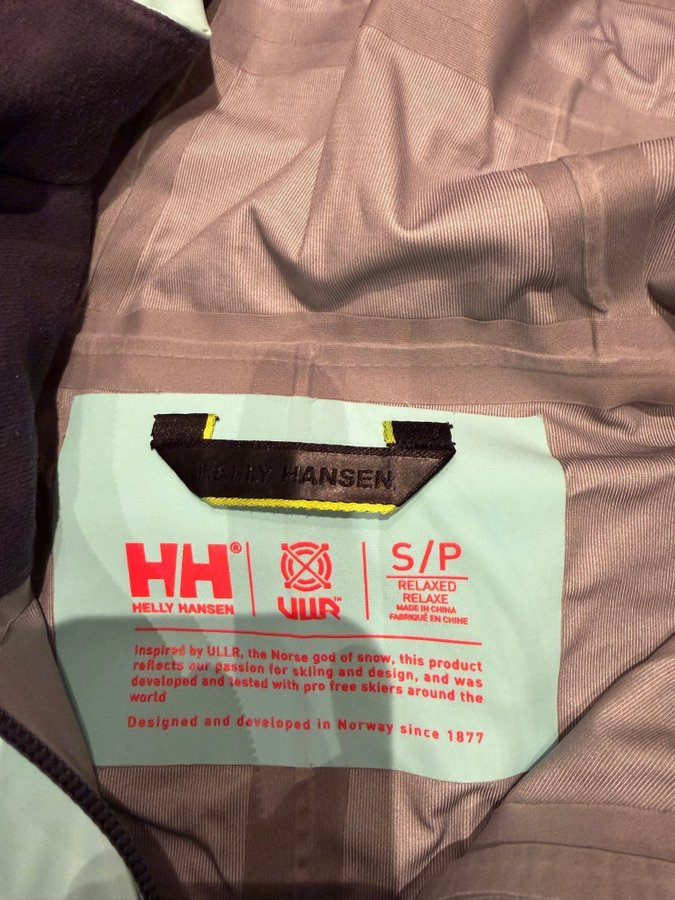 HELLY HANSEN
HH®
HELLY HANSEN
ULLR™
S/P
RELAXED
RELAXE
MADE IN CHINA
FABRIQUÉ EN CHINE
Inspired by ULLR, the Norse god of snow, this product
reflects our passion for skiing and design, and was
developed and tested with pro free skiers around the
world
Designed and developed in Norway since 1877